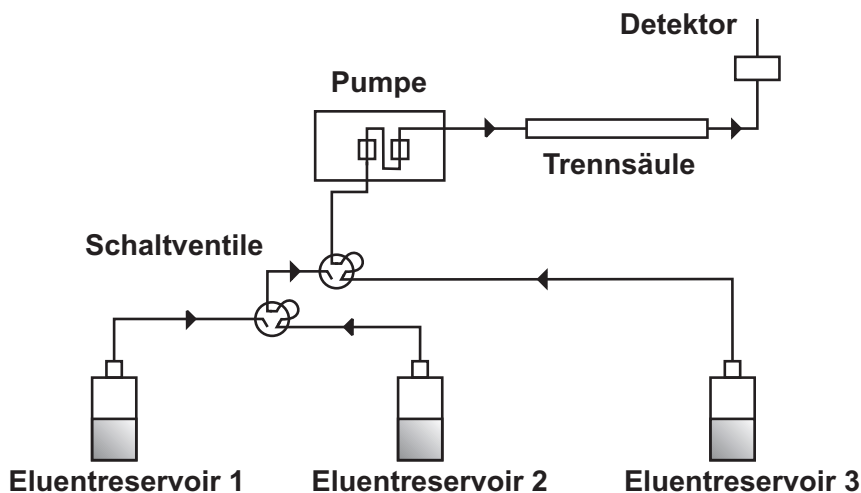 Detektor
Pumpe
Trennsäule
Schaltventile
Eluentreservoir 1
Eluentreservoir 2
Eluentreservoir 3